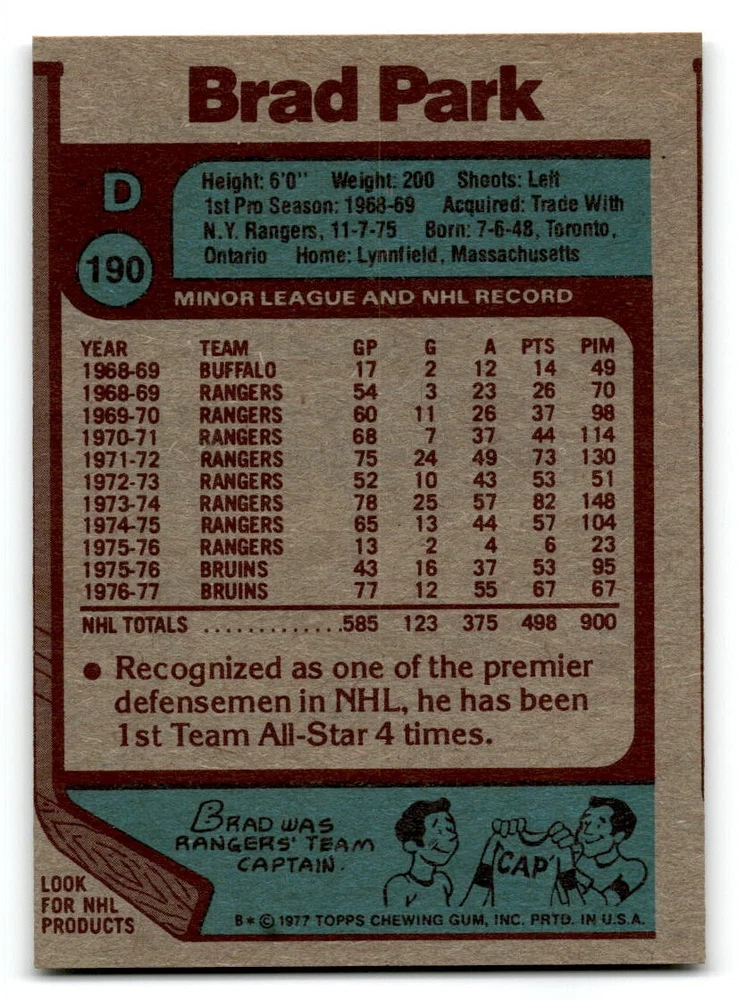 Brad Park
D
190
Height: 6'0" Weight: 200 Shoots: Left
1st Pro Season: 1968-69 Acquired: Trade With
N.Y. Rangers, 11-7-75 Born: 7-6-48, Toronto,
Ontario Home: Lynnfield, Massachusetts
MINOR LEAGUE AND NHL RECORD
YEAR TEAM GP G A PTS PIM
1968-69 BUFFALO 17 2 12 14 49
1968-69 RANGERS 54 3 23 26 70
1969-70 RANGERS 60 11 26 37 98
1970-71 RANGERS 68 7 37 44 114
1971-72 RANGERS 75 24 49 73 130
1972-73 RANGERS 52 10 43 53 51
1973-74 RANGERS 78 25 57 82 148
1974-75 RANGERS 65 13 44 57 104
1975-76 RANGERS 13 2 4 6 23
1975-76 BRUINS 43 16 37 53 95
1976-77 BRUINS 77 12 55 67 67
NHL TOTALS .............585 123 375 498 900
• Recognized as one of the premier
defensemen in NHL, he has been
1st Team All-Star 4 times.
BRAD WAS
RANGERS' TEAM
CAPTAIN.
CAP'
LOOK
FOR NHL
PRODUCTS
B* © 1977 TOPPS CHEWING GUM, INC. PRTD. IN U.S.A.